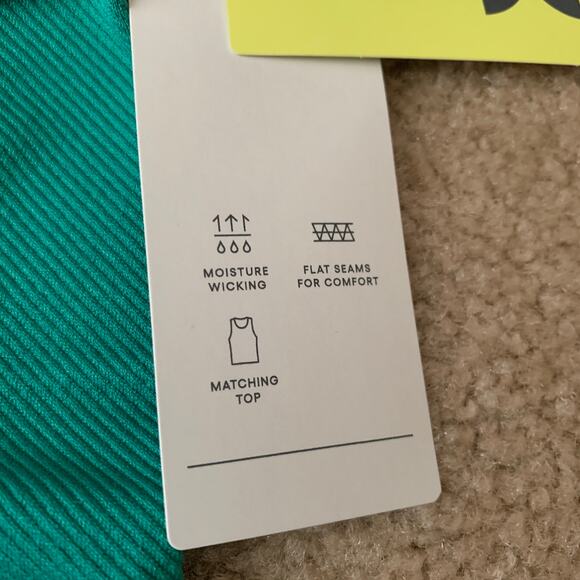 MOISTURE
WICKING
FLAT SEAMS
FOR COMFORT
MATCHING
TOP